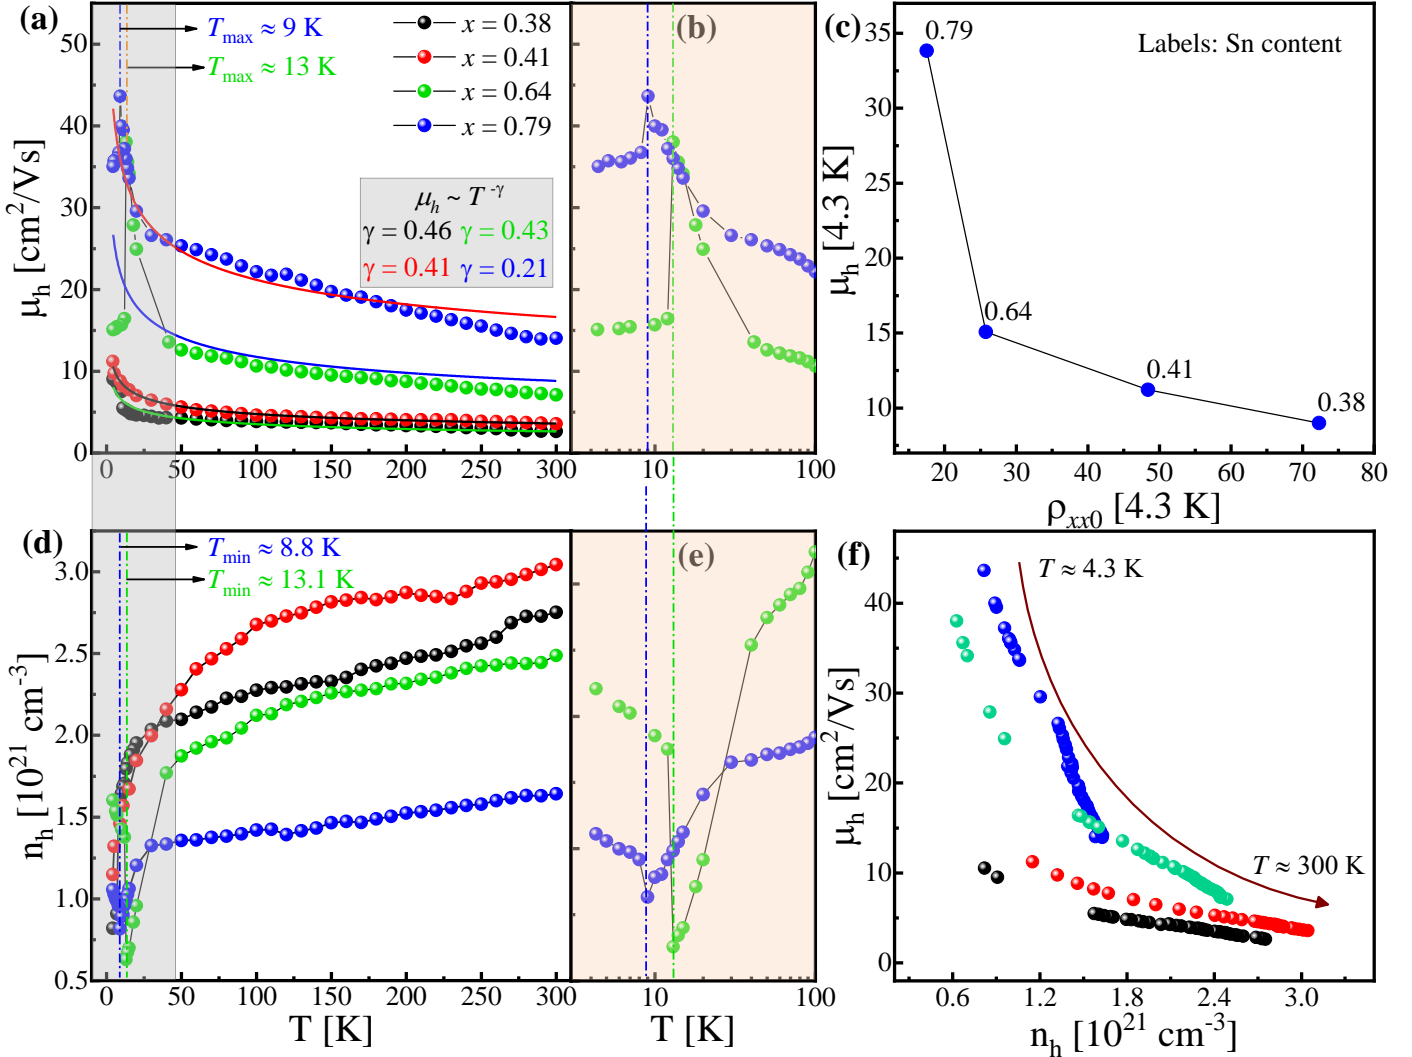 (a)
T_max ≈ 9 K
T_max ≈ 13 K
x = 0.38
x = 0.41
x = 0.64
x = 0.79
μ_h ~ T^-γ
γ = 0.46 γ = 0.43
γ = 0.41 γ = 0.21
μ_h [cm²/Vs]
50
40
30
20
10
0
0 50 100 150 200 250 300
(b)
10 100
(c)
Labels: Sn content
0.79
0.64
0.41
0.38
μ_h [4.3 K]
35
30
25
20
15
10
20 30 40 50 60 70 80
ρ_xx0 [4.3 K]
(d)
T_min ≈ 8.8 K
T_min ≈ 13.1 K
n_h [10²¹ cm⁻³]
3.0
2.5
2.0
1.5
1.0
0.5
0 50 100 150 200 250 300
T [K]
(e)
10 100
T [K]
(f)
T ≈ 4.3 K
T ≈ 300 K
μ_h [cm²/Vs]
40
30
20
10
0
0.6 1.2 1.8 2.4 3.0
n_h [10²¹ cm⁻³]